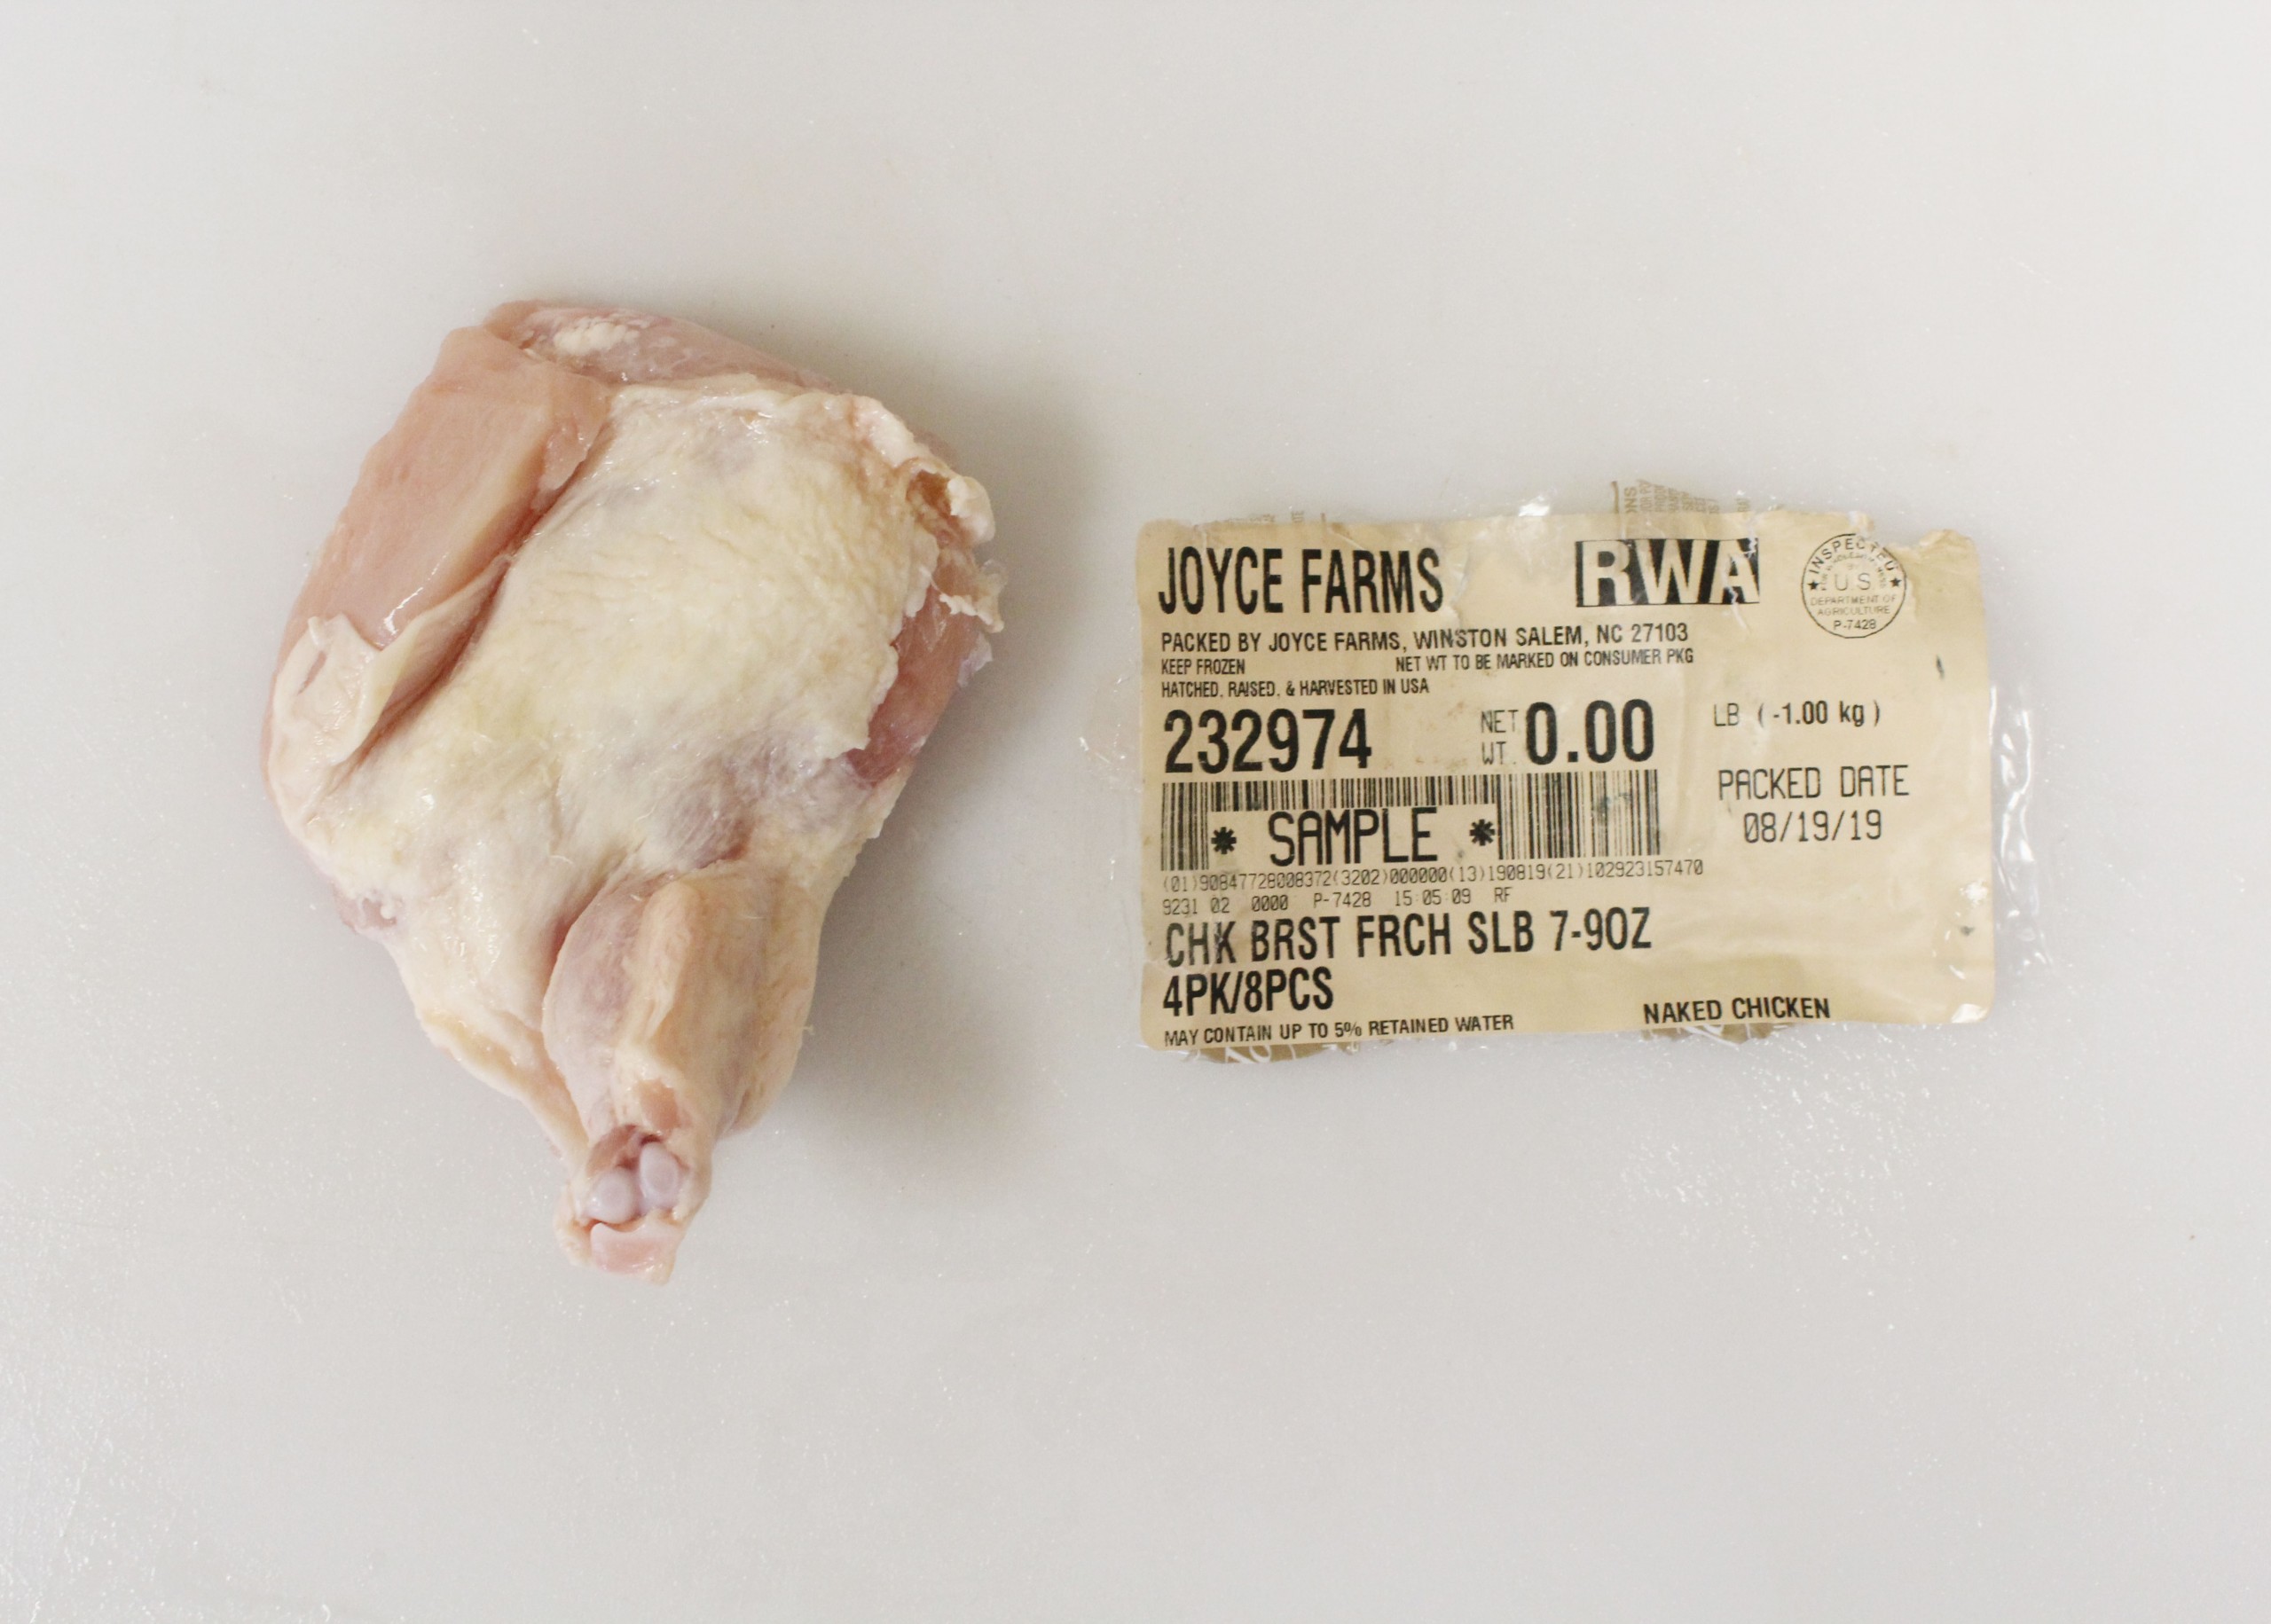 JOYCE FARMS
RWA
INSPECTED
U S
DEPARTMENT OF
AGRICULTURE
P-7428
PACKED BY JOYCE FARMS, WINSTON SALEM, NC 27103
KEEP FROZEN
NET WT TO BE MARKED ON CONSUMER PKG
HATCHED, RAISED, & HARVESTED IN USA
232974
NET
WT.
0.00
LB ( -1.00 kg )
PACKED DATE
08/19/19
* SAMPLE *
(01)90847728008372(3202)000000(13)190819(21)102923157470
9231 02 0000 P-7428 15:05:09 RF
CHK BRST FRCH SLB 7-9OZ
4PK/8PCS
MAY CONTAIN UP TO 5% RETAINED WATER
NAKED CHICKEN